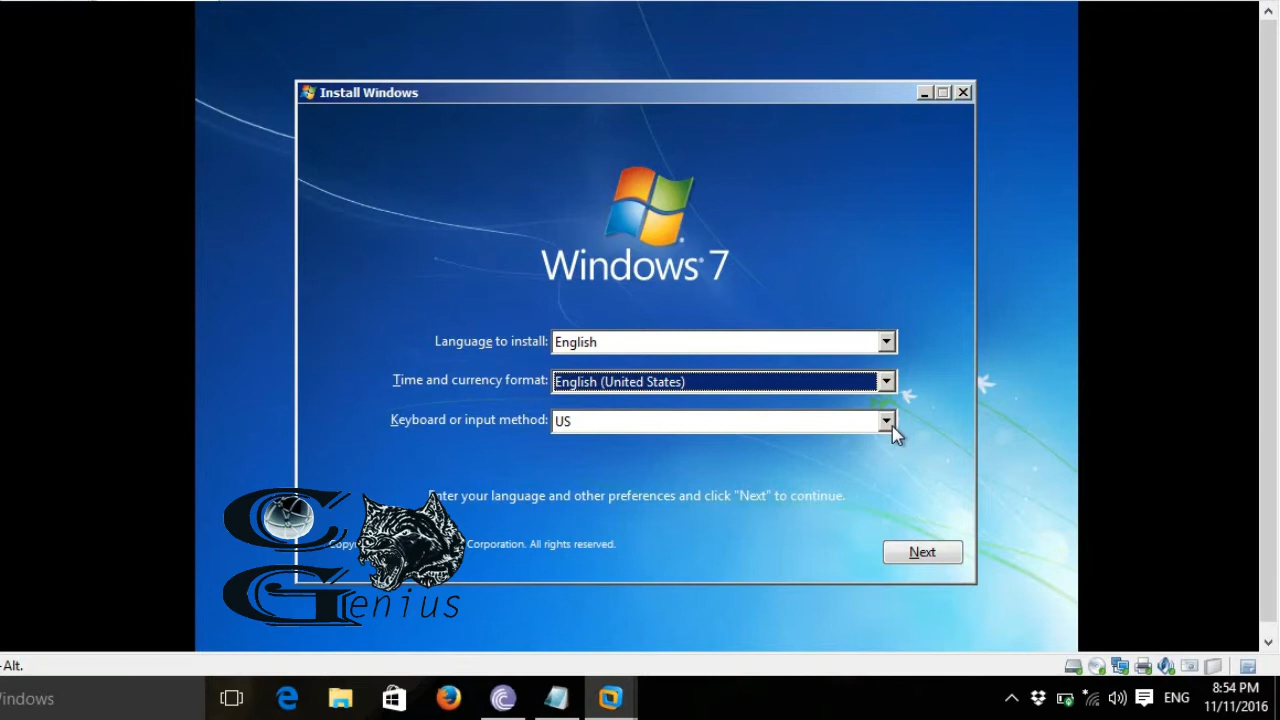 Install Windows
Windows 7
Language to install: English
Time and currency format: English (United States)
Keyboard or input method: US
Enter your language and other preferences and click "Next" to continue.
Corporation. All rights reserved.
Next
C
Genius
-Alt.
indows
ENG
8:54 PM
11/11/2016